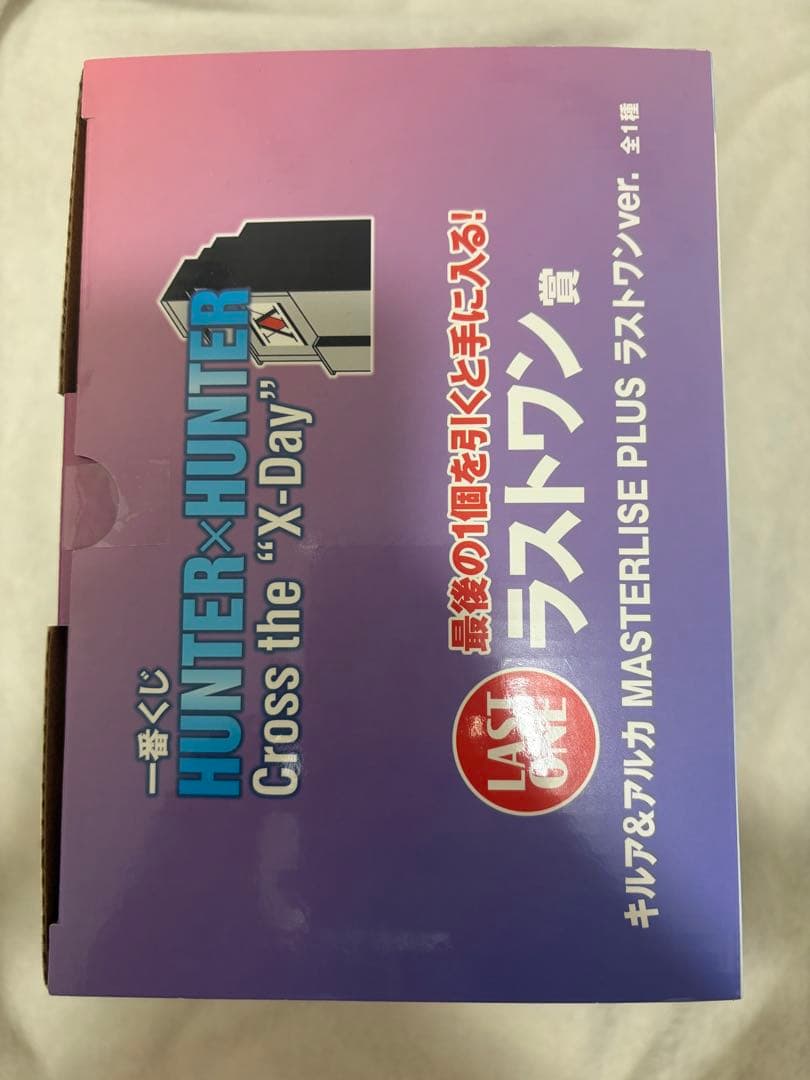 一番くじ
HUNTER×HUNTER
Cross the “X-Day”
最後の1個を引くと手に入る!
LAST ONE
ラストワン賞
キルア&アルカ MASTERLISE PLUS ラストワンver. 全1種